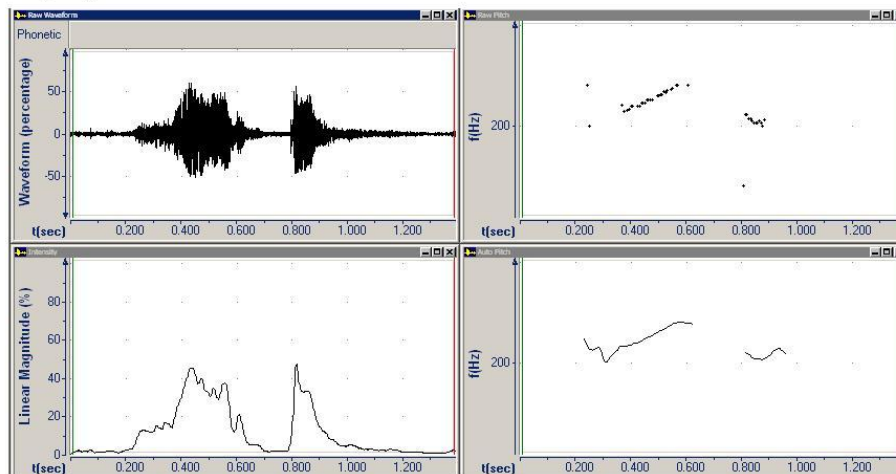 Raw Waveform
Phonetic
Waveform (percentage)
50
0
-50
t(sec)
0.200 0.400 0.600 0.800 1.000 1.200
Raw Pitch
f(Hz)
200
t(sec)
0.200 0.400 0.600 0.800 1.000 1.200
Intensity
Linear Magnitude (%)
80
60
40
20
0
t(sec)
0.200 0.400 0.600 0.800 1.000 1.200
Auto Pitch
f(Hz)
200
t(sec)
0.200 0.400 0.600 0.800 1.000 1.200